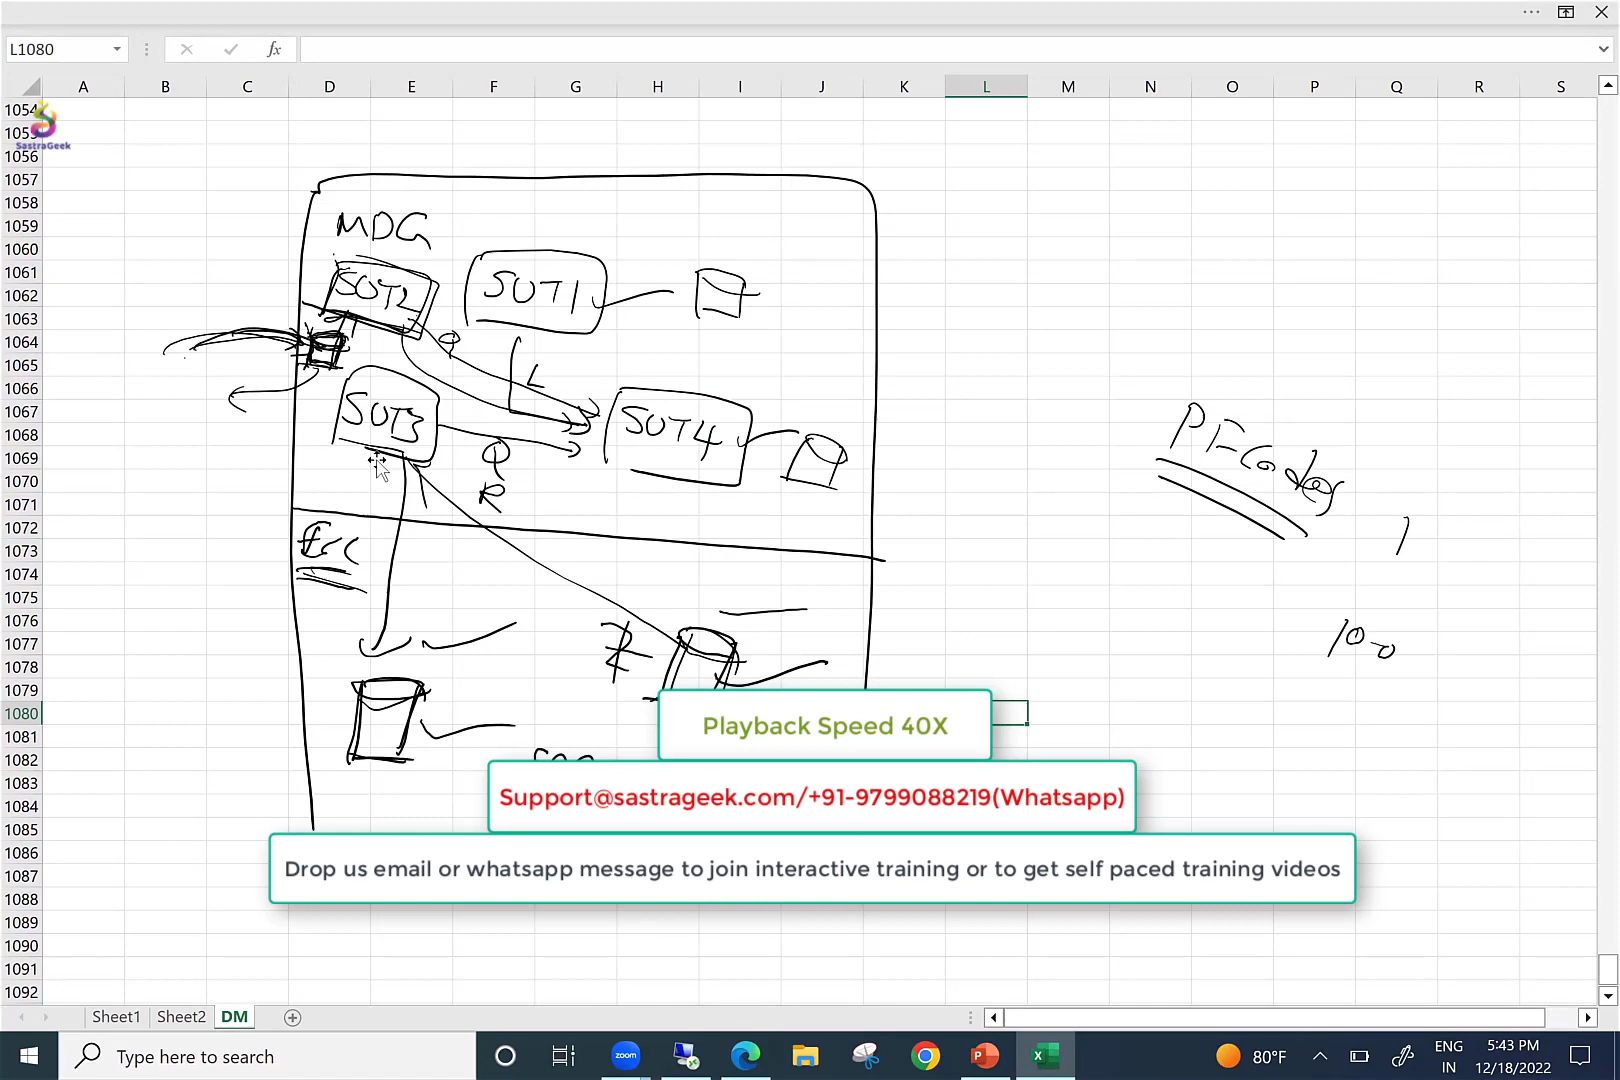 L1080
fx
A B C D E F G H I J K L M N O P Q R S
1054
1055
1056
1057
1058
1059
1060
1061
1062
1063
1064
1065
1066
1067
1068
1069
1070
1071
1072
1073
1074
1075
1076
1077
1078
1079
1080
1081
1082
1083
1084
1085
1086
1087
1088
1089
1090
1091
1092
SastraGeek
MDG
SOT2 SOT1
L
SOT3 SOT4
Q
R
Z
100
Playback Speed 40X
Support@sastrageek.com/+91-9799088219(Whatsapp)
Drop us email or whatsapp message to join interactive training or to get self paced training videos
Sheet1 Sheet2 DM
Type here to search
zoom
80°F
ENG
IN
5:43 PM
12/18/2022